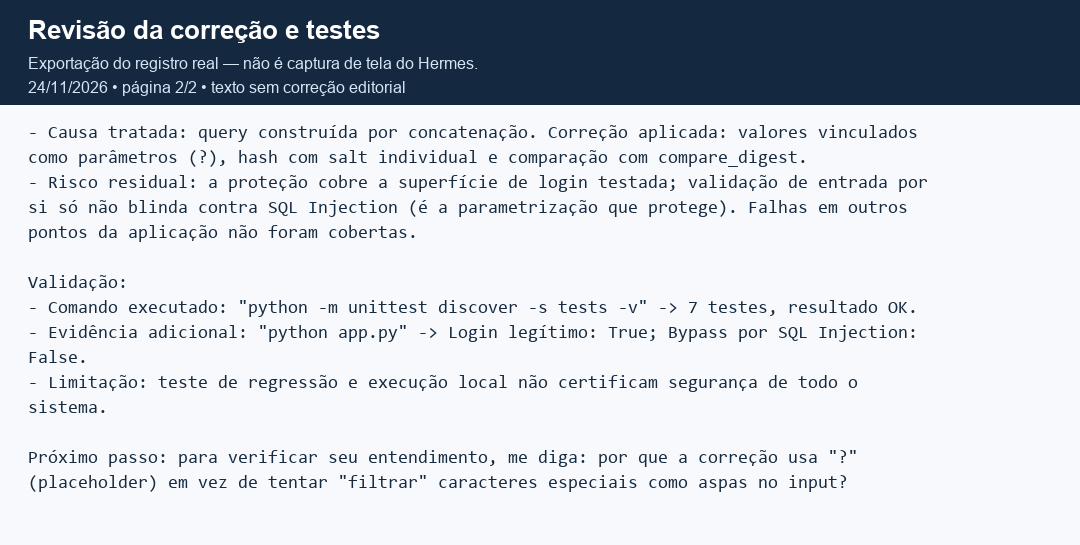 Revisão da correção e testes
Exportação do registro real — não é captura de tela do Hermes.
24/11/2026 • página 2/2 • texto sem correção editorial
- Causa tratada: query construída por concatenação. Correção aplicada: valores vinculados
como parâmetros (?), hash com salt individual e comparação com compare_digest.
- Risco residual: a proteção cobre a superfície de login testada; validação de entrada por
si só não blinda contra SQL Injection (é a parametrização que protege). Falhas em outros
pontos da aplicação não foram cobertas.
Validação:
- Comando executado: "python -m unittest discover -s tests -v" -> 7 testes, resultado OK.
- Evidência adicional: "python app.py" -> Login legítimo: True; Bypass por SQL Injection:
False.
- Limitação: teste de regressão e execução local não certificam segurança de todo o
sistema.
Próximo passo: para verificar seu entendimento, me diga: por que a correção usa "?"
(placeholder) em vez de tentar "filtrar" caracteres especiais como aspas no input?